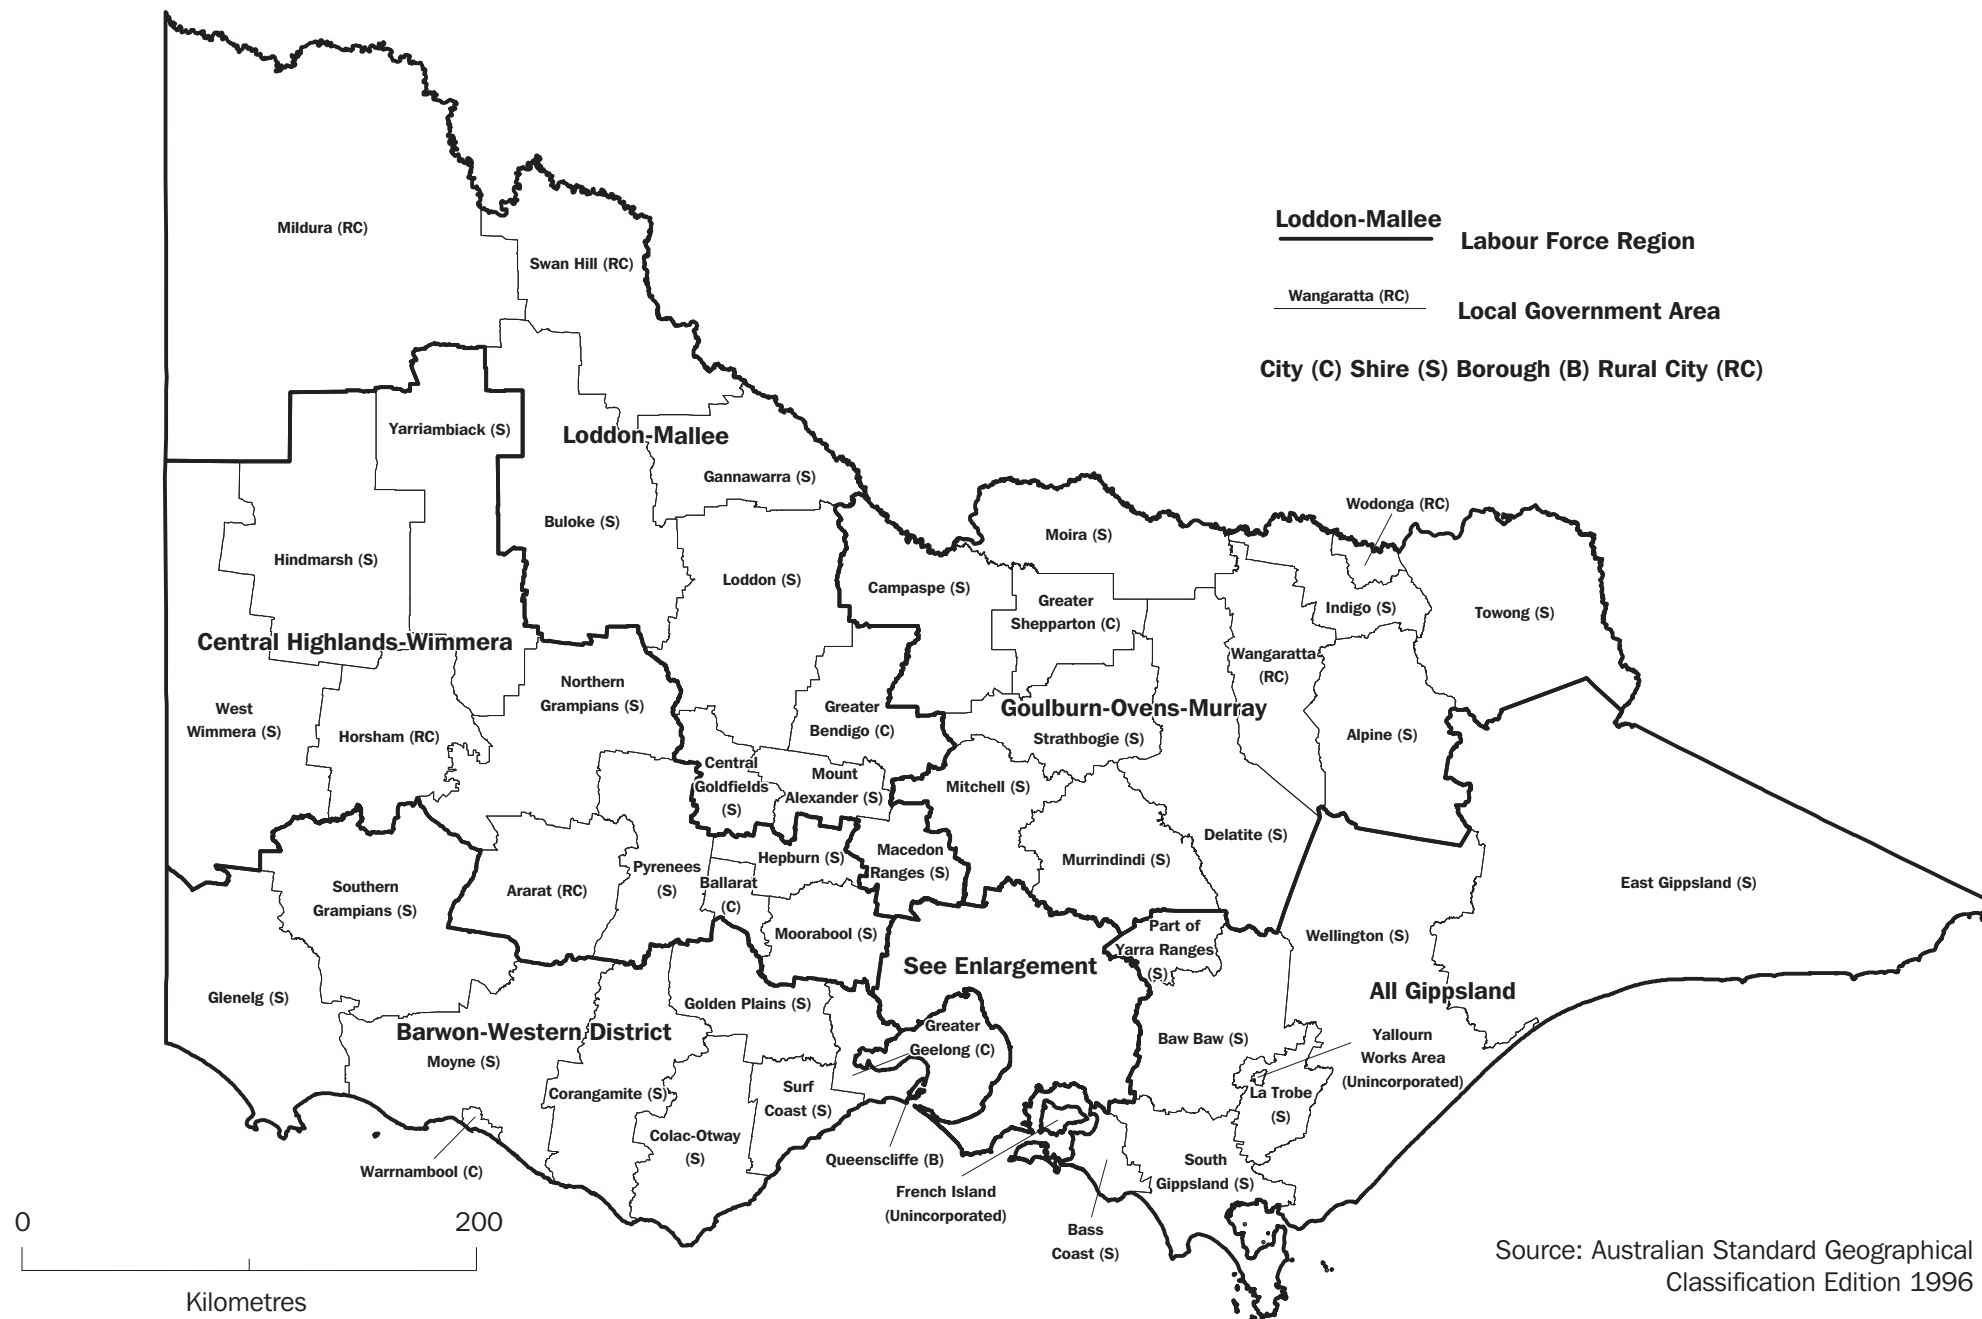 Mildura (RC)
Swan Hill (RC)
Loddon-Mallee
Labour Force Region
Wangaratta (RC)
Local Government Area
City (C) Shire (S) Borough (B) Rural City (RC)
Yarriambiack (S)
Loddon-Mallee
Gannawarra (S)
Buloke (S)
Hindmarsh (S)
Loddon (S)
Campaspe (S)
Moira (S)
Wodonga (RC)
Greater
Shepparton (C)
Indigo (S)
Towong (S)
Central Highlands-Wimmera
Wangaratta
(RC)
Northern
Grampians (S)
West
Wimmera (S)
Horsham (RC)
Greater
Bendigo (C)
Goulburn-Ovens-Murray
Strathbogie (S)
Alpine (S)
Central
Goldfields
(S)
Mount
Alexander (S)
Mitchell (S)
Delatite (S)
Murrindindi (S)
Hepburn (S)
Macedon
Ranges (S)
Pyrenees
(S)
Ballarat
(C)
Ararat (RC)
Southern
Grampians (S)
East Gippsland (S)
Moorabool (S)
Part of
Yarra Ranges
(S)
Wellington (S)
See Enlargement
All Gippsland
Glenelg (S)
Golden Plains (S)
Barwon-Western District
Moyne (S)
Greater
Geelong (C)
Baw Baw (S)
Yallourn
Works Area
(Unincorporated)
Corangamite (S)
Surf
Coast (S)
La Trobe
(S)
Colac-Otway
(S)
Warrnambool (C)
Queenscliffe (B)
French Island
(Unincorporated)
South
Gippsland (S)
Bass
Coast (S)
0 200
Kilometres
Source: Australian Standard Geographical
Classification Edition 1996